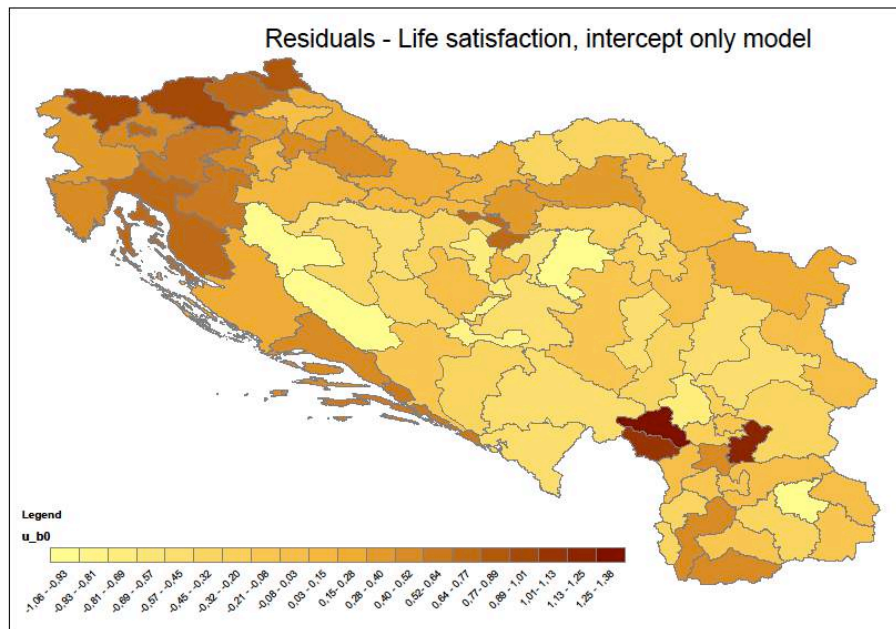 Residuals - Life satisfaction, intercept only model
Legend
u_b0
-1,06 - -0,93
-0,93 - -0,81
-0,81 - -0,69
-0,69 - -0,57
-0,57 - -0,45
-0,45 - -0,32
-0,32 - -0,20
-0,21 - -0,08
-0,08 - 0,03
0,03 - 0,15
0,15 - 0,28
0,28 - 0,40
0,40 - 0,52
0,52 - 0,64
0,64 - 0,77
0,77 - 0,89
0,89 - 1,01
1,01 - 1,13
1,13 - 1,25
1,25 - 1,38